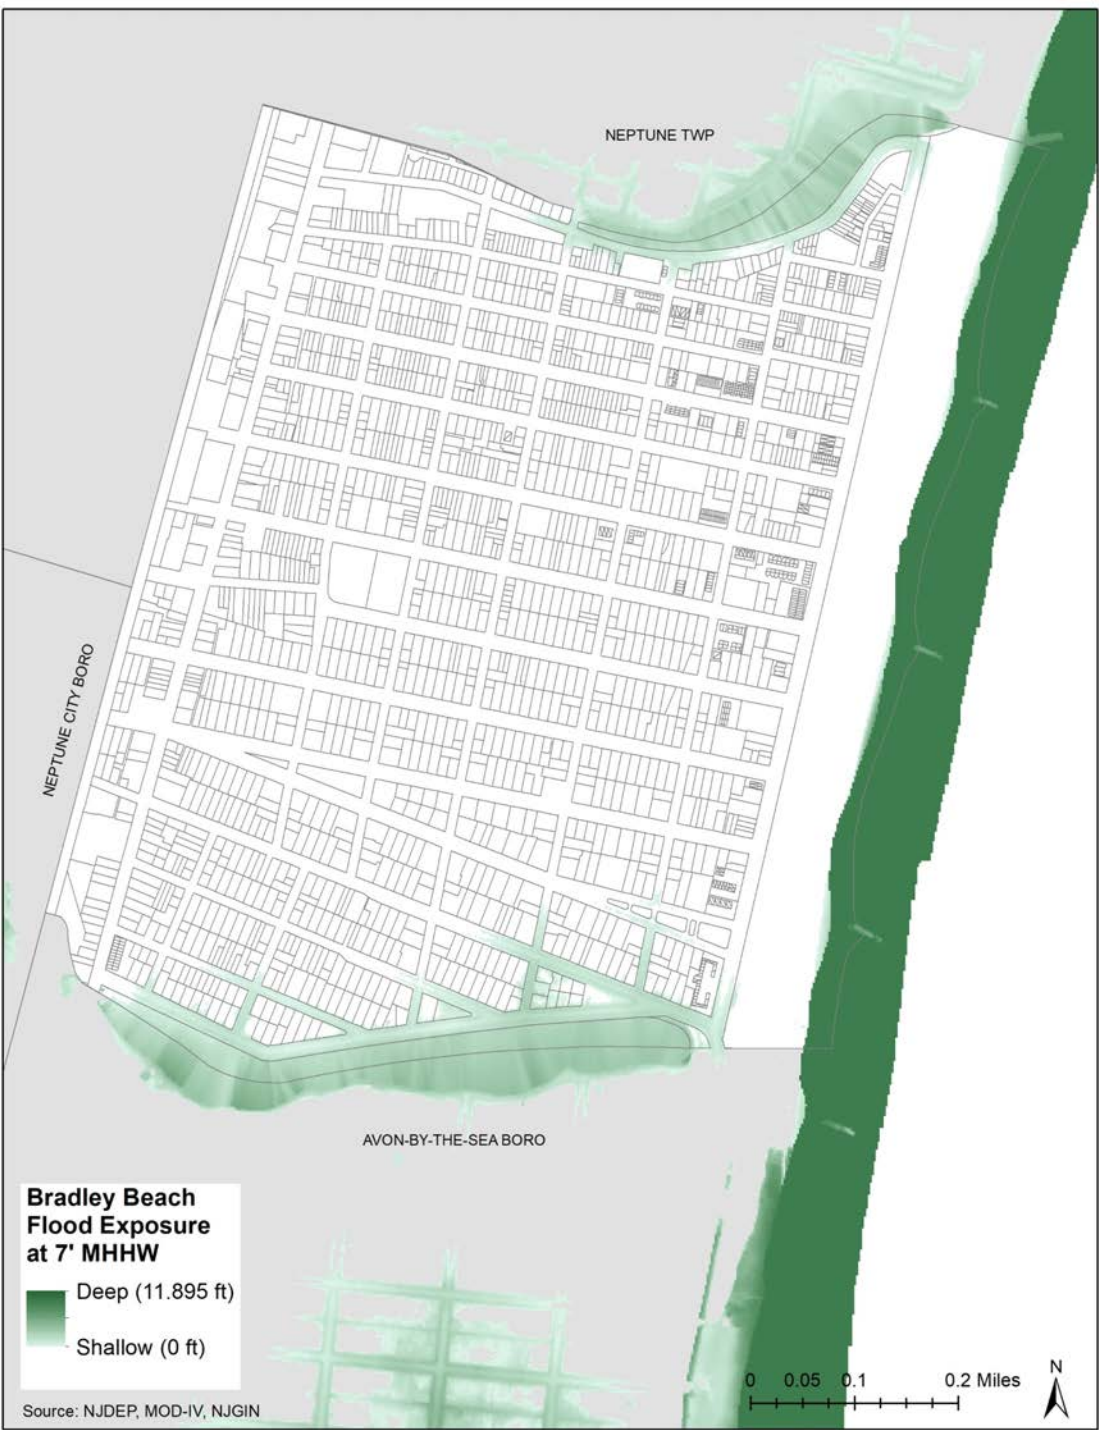 NEPTUNE TWP
NEPTUNE CITY BORO
AVON-BY-THE-SEA BORO
Bradley Beach
Flood Exposure
at 7' MHHW
Deep (11.895 ft)
Shallow (0 ft)
Source: NJDEP, MOD-IV, NJGIN
0 0.05 0.1 0.2 Miles
N